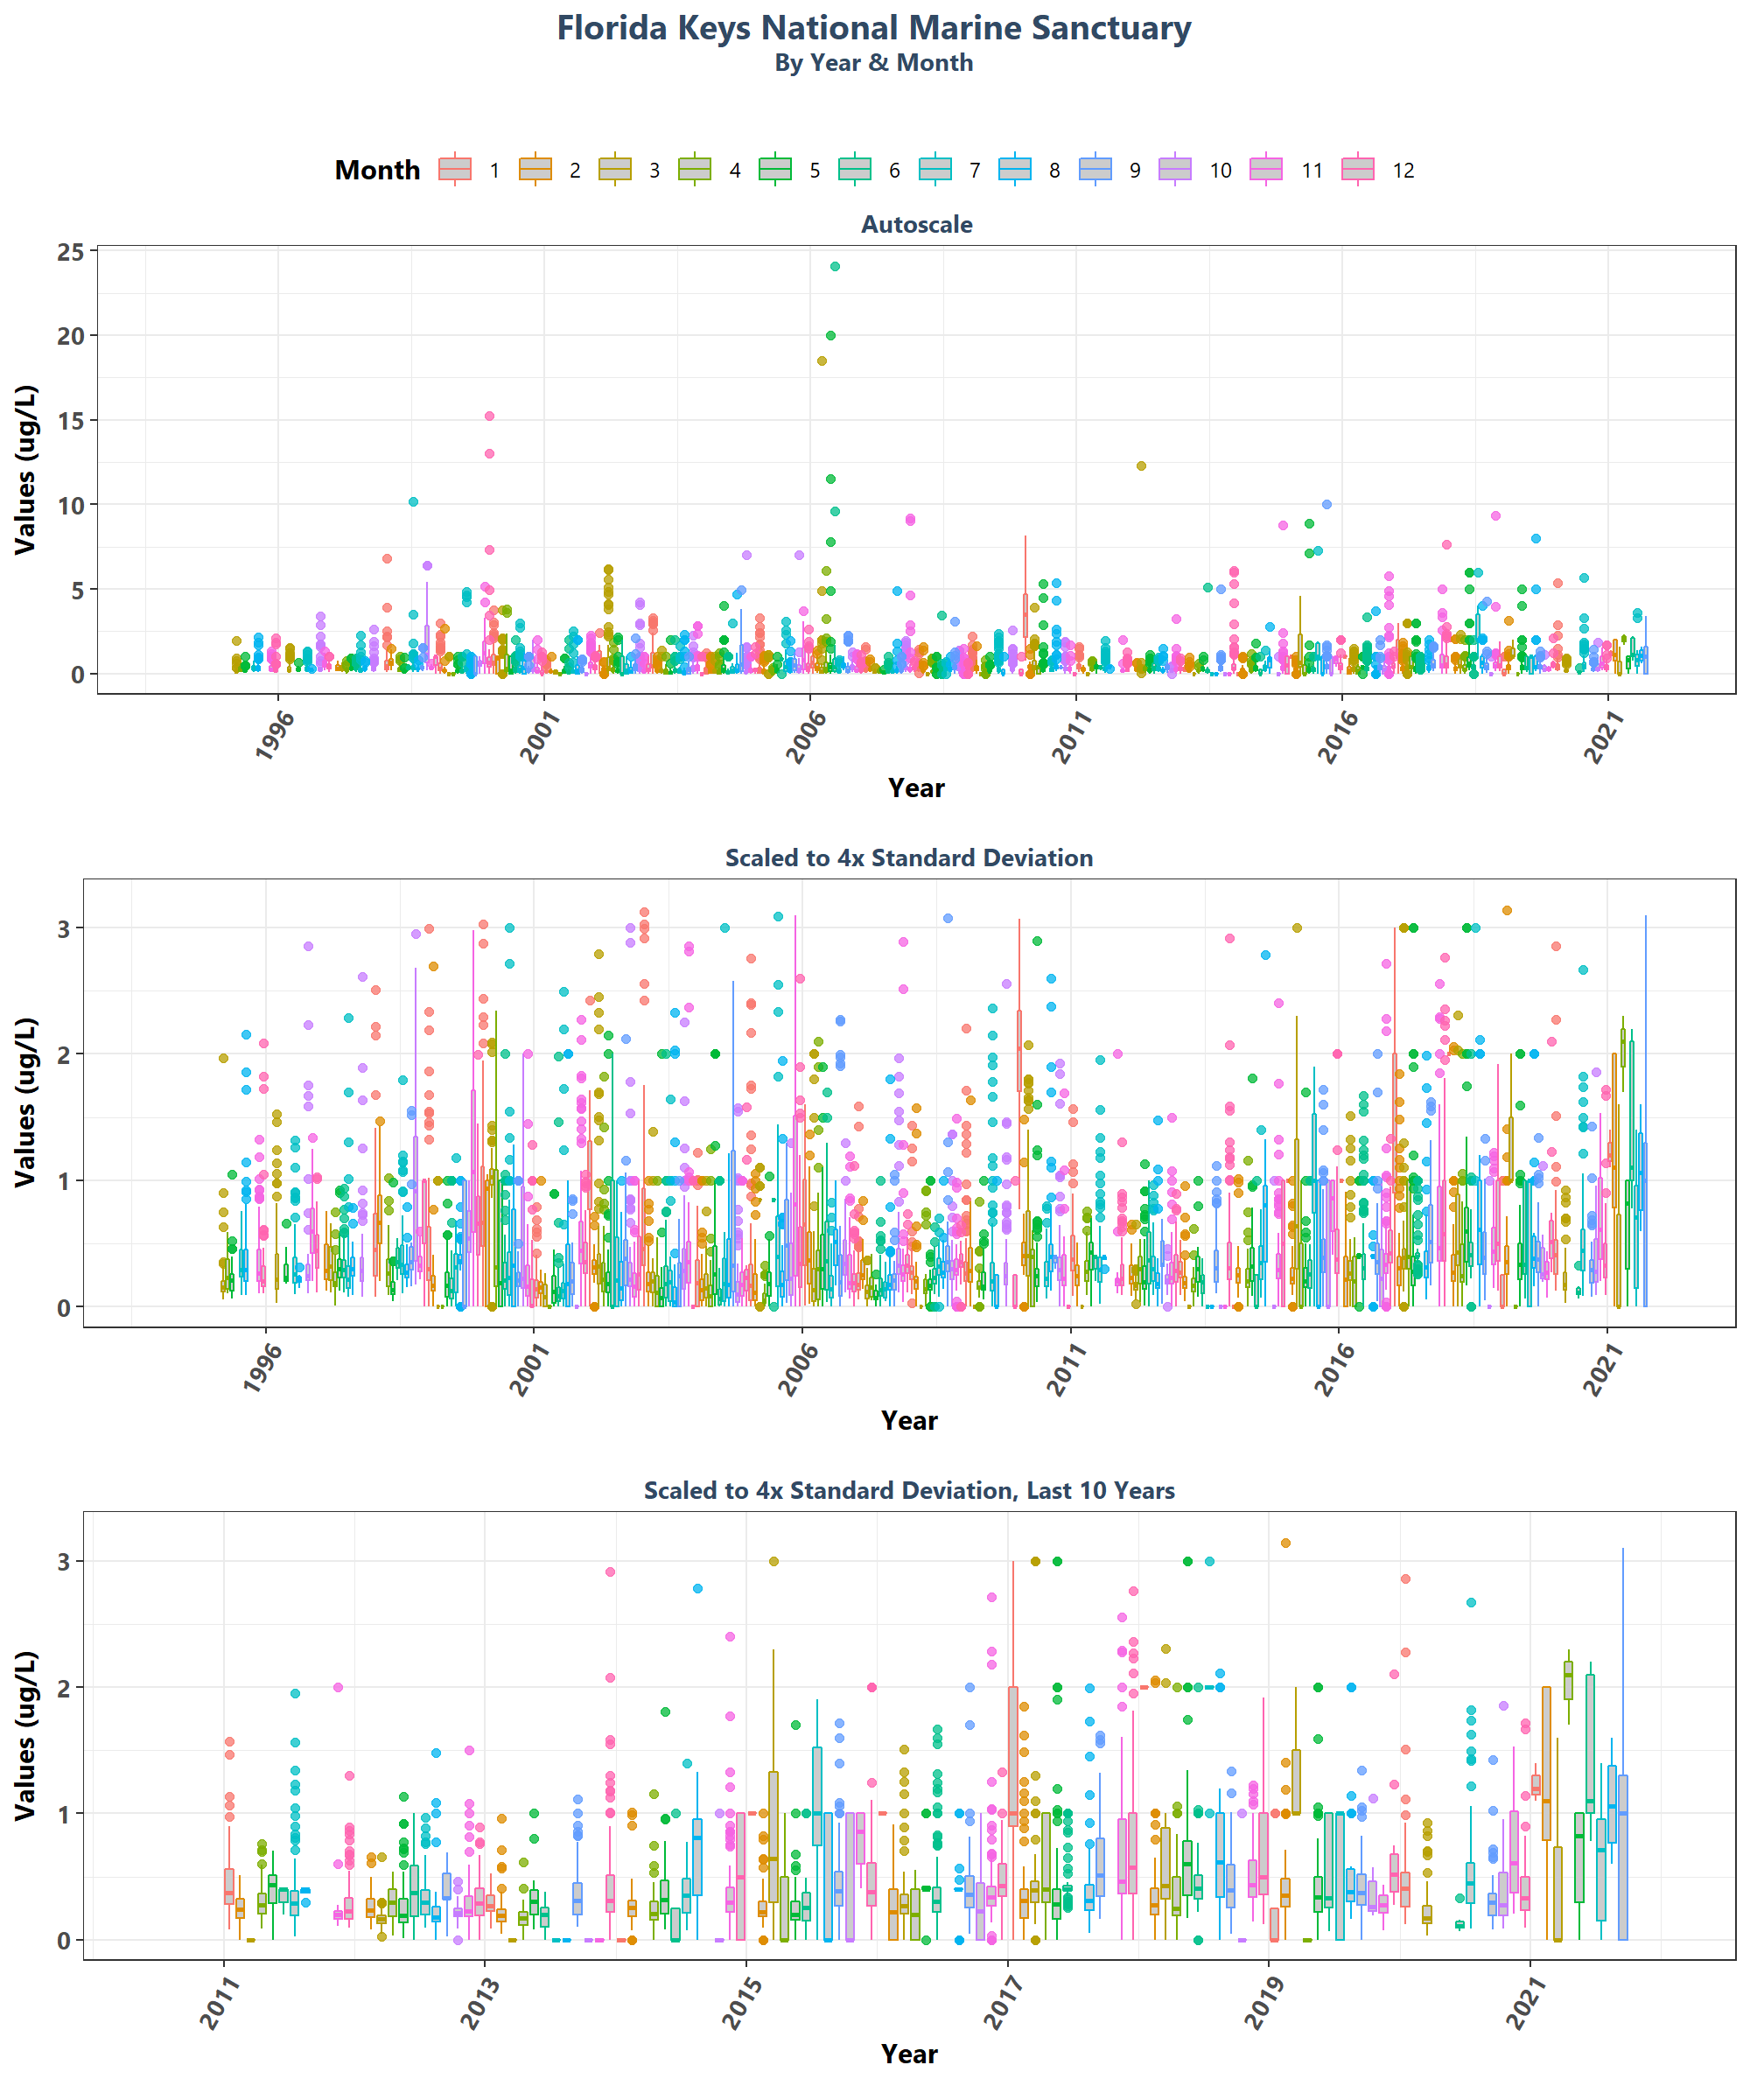 Florida Keys National Marine Sanctuary
By Year & Month
Month 1 2 3 4 5 6 7 8 9 10 11 12
Autoscale
Values (ug/L)
25
20
15
10
5
0
1996 2001 2006 2011 2016 2021
Year
Scaled to 4x Standard Deviation
Values (ug/L)
3
2
1
0
1996 2001 2006 2011 2016 2021
Year
Scaled to 4x Standard Deviation, Last 10 Years
Values (ug/L)
3
2
1
0
2011 2013 2015 2017 2019 2021
Year